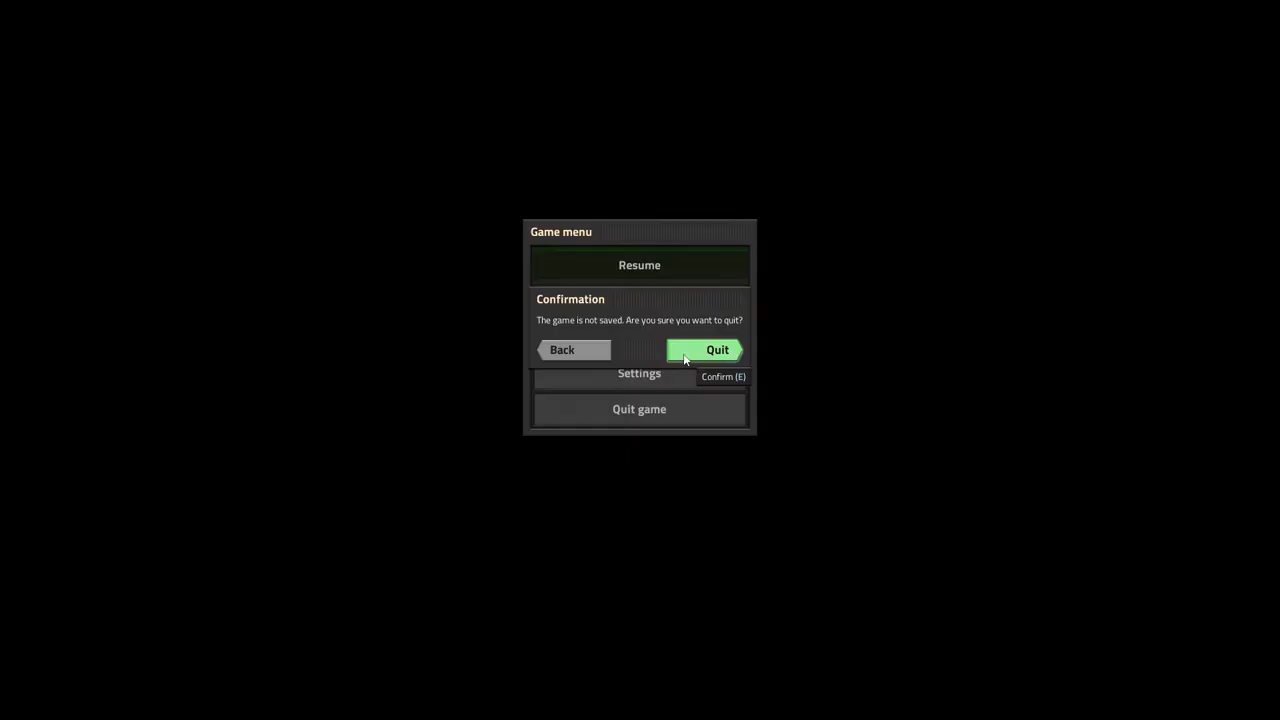 Game menu
Resume
Confirmation
The game is not saved. Are you sure you want to quit?
Back
Quit
Settings
Confirm (E)
Quit game